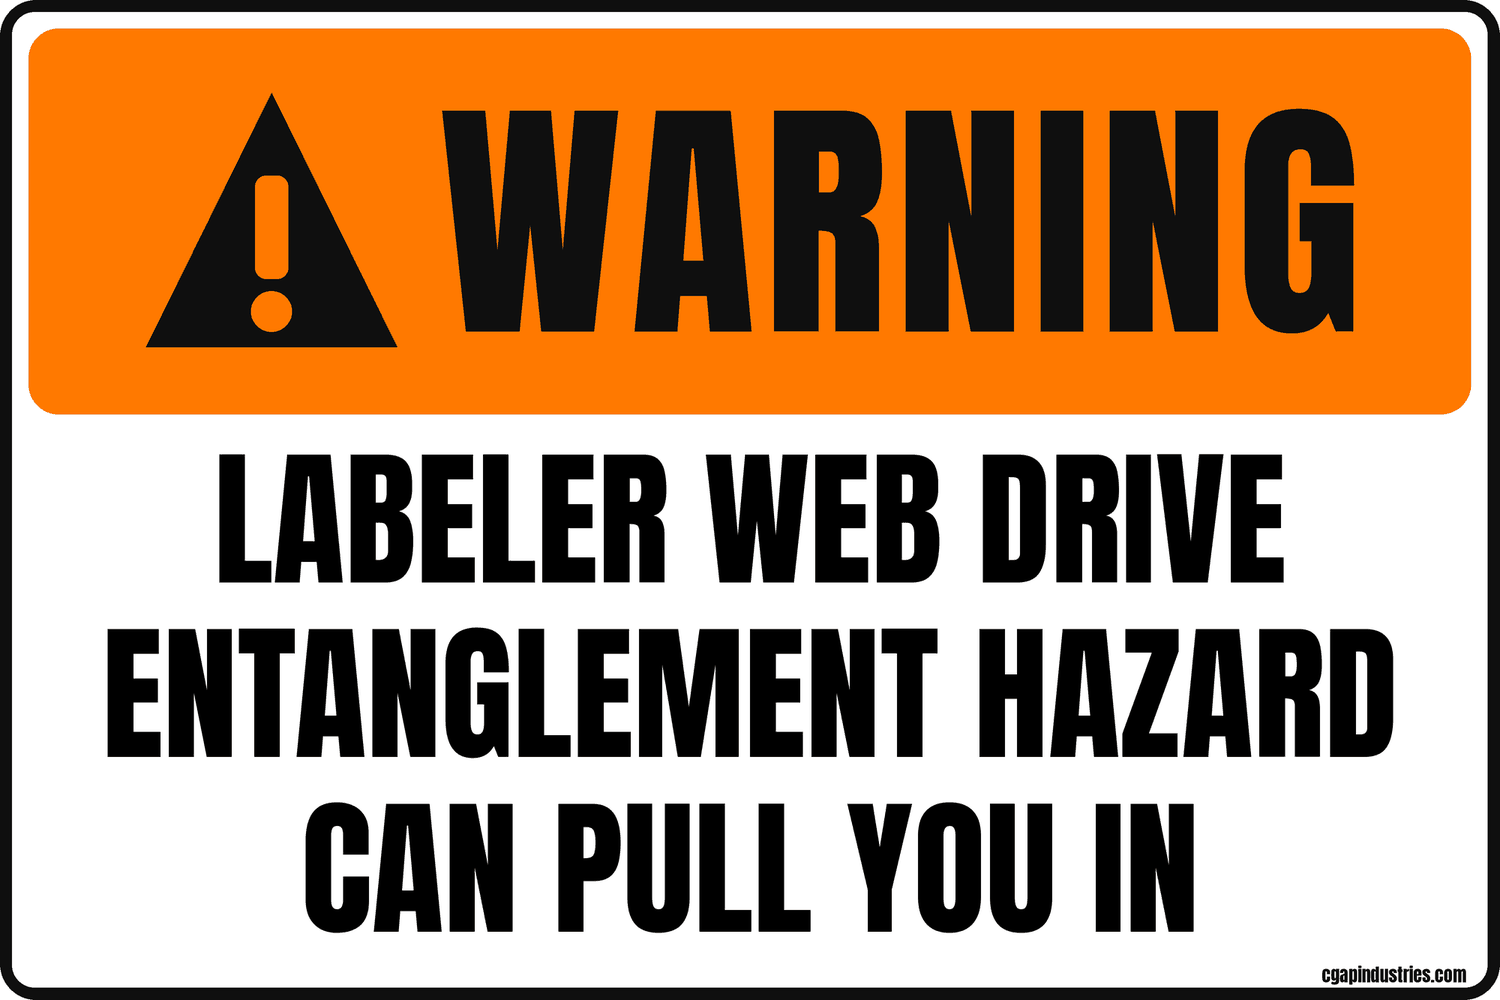 WARNING
LABELER WEB DRIVE
ENTANGLEMENT HAZARD
CAN PULL YOU IN
cgapindustries.com